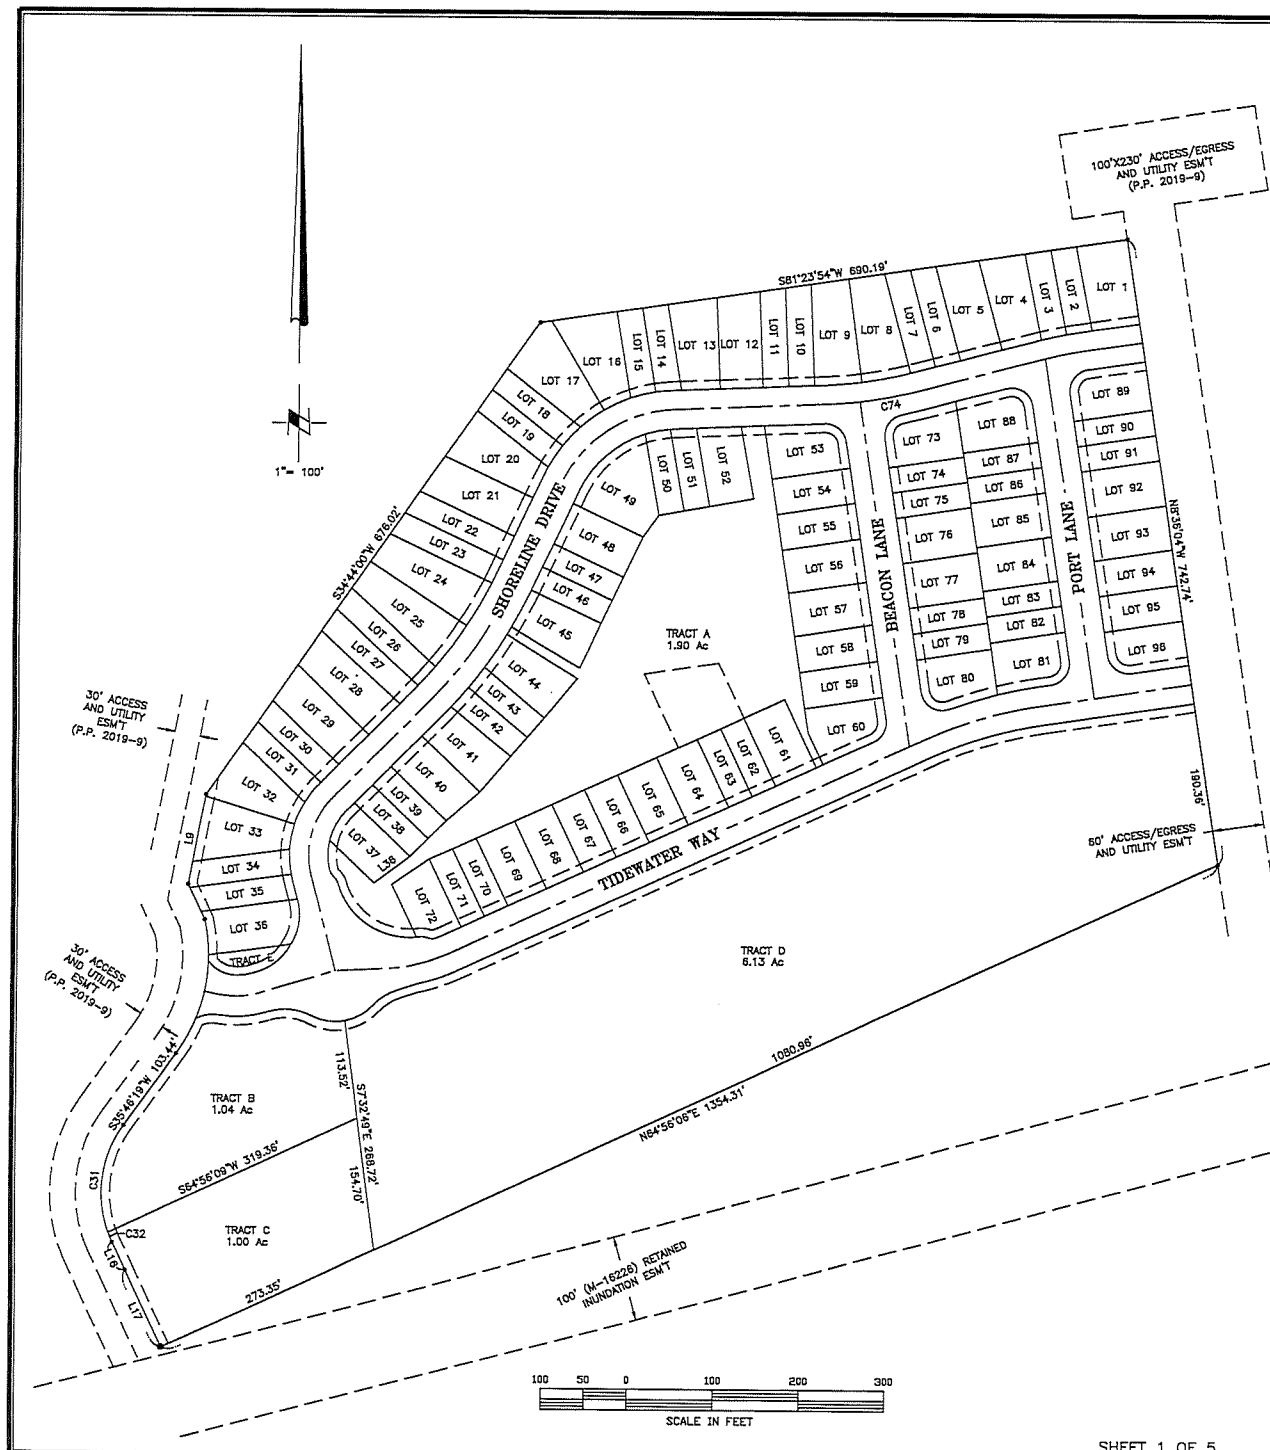 100'X230' ACCESS/EGRESS
AND UTILITY ESM'T
(P.P. 2019-9)
1"= 100'
S81°23'54"W 690.19'
LOT 1
LOT 2
LOT 3
LOT 4
LOT 5
LOT 6
LOT 7
LOT 8
LOT 9
LOT 10
LOT 11
LOT 12
LOT 13
LOT 14
LOT 15
LOT 16
LOT 17
LOT 18
LOT 19
LOT 20
LOT 21
LOT 22
LOT 23
LOT 24
LOT 25
LOT 26
LOT 27
LOT 28
LOT 29
LOT 30
LOT 31
LOT 32
LOT 33
LOT 34
LOT 35
LOT 36
TRACT E
S34°44'00"W 676.02'
SHORELINE DRIVE
C74
LOT 49
LOT 50
LOT 51
LOT 52
LOT 48
LOT 47
LOT 46
LOT 45
LOT 44
LOT 43
LOT 42
LOT 41
LOT 40
LOT 39
LOT 38
LOT 37
L36
LOT 53
LOT 54
LOT 55
LOT 56
LOT 57
LOT 58
LOT 59
LOT 60
BEACON LANE
LOT 73
LOT 74
LOT 75
LOT 76
LOT 77
LOT 78
LOT 79
LOT 80
LOT 88
LOT 87
LOT 86
LOT 85
LOT 84
LOT 83
LOT 82
LOT 81
PORT LANE
LOT 89
LOT 90
LOT 91
LOT 92
LOT 93
LOT 94
LOT 95
LOT 96
N8°36'04"W 742.74'
190.36'
TRACT A
1.90 Ac
LOT 61
LOT 62
LOT 63
LOT 64
LOT 65
LOT 66
LOT 67
LOT 68
LOT 69
LOT 70
LOT 71
LOT 72
TIDEWATER WAY
30' ACCESS
AND UTILITY
ESM'T
(P.P. 2019-9)
L9
60' ACCESS/EGRESS
AND UTILITY ESM'T
30' ACCESS
AND UTILITY
ESM'T
(P.P. 2019-9)
TRACT D
6.13 Ac
S35°46'19"W 103.44'
TRACT B
1.04 Ac
113.52'
S7°32'49"E 268.72'
154.70'
1080.96'
N64°56'06"E 1354.31'
S64°56'09"W 319.36'
C31
C32
L16
L17
TRACT C
1.00 Ac
273.35'
100' (M-16226) RETAINED
INUNDATION ESM'T
100 50 0 100 200 300
SCALE IN FEET
SHEET 1 OF 5